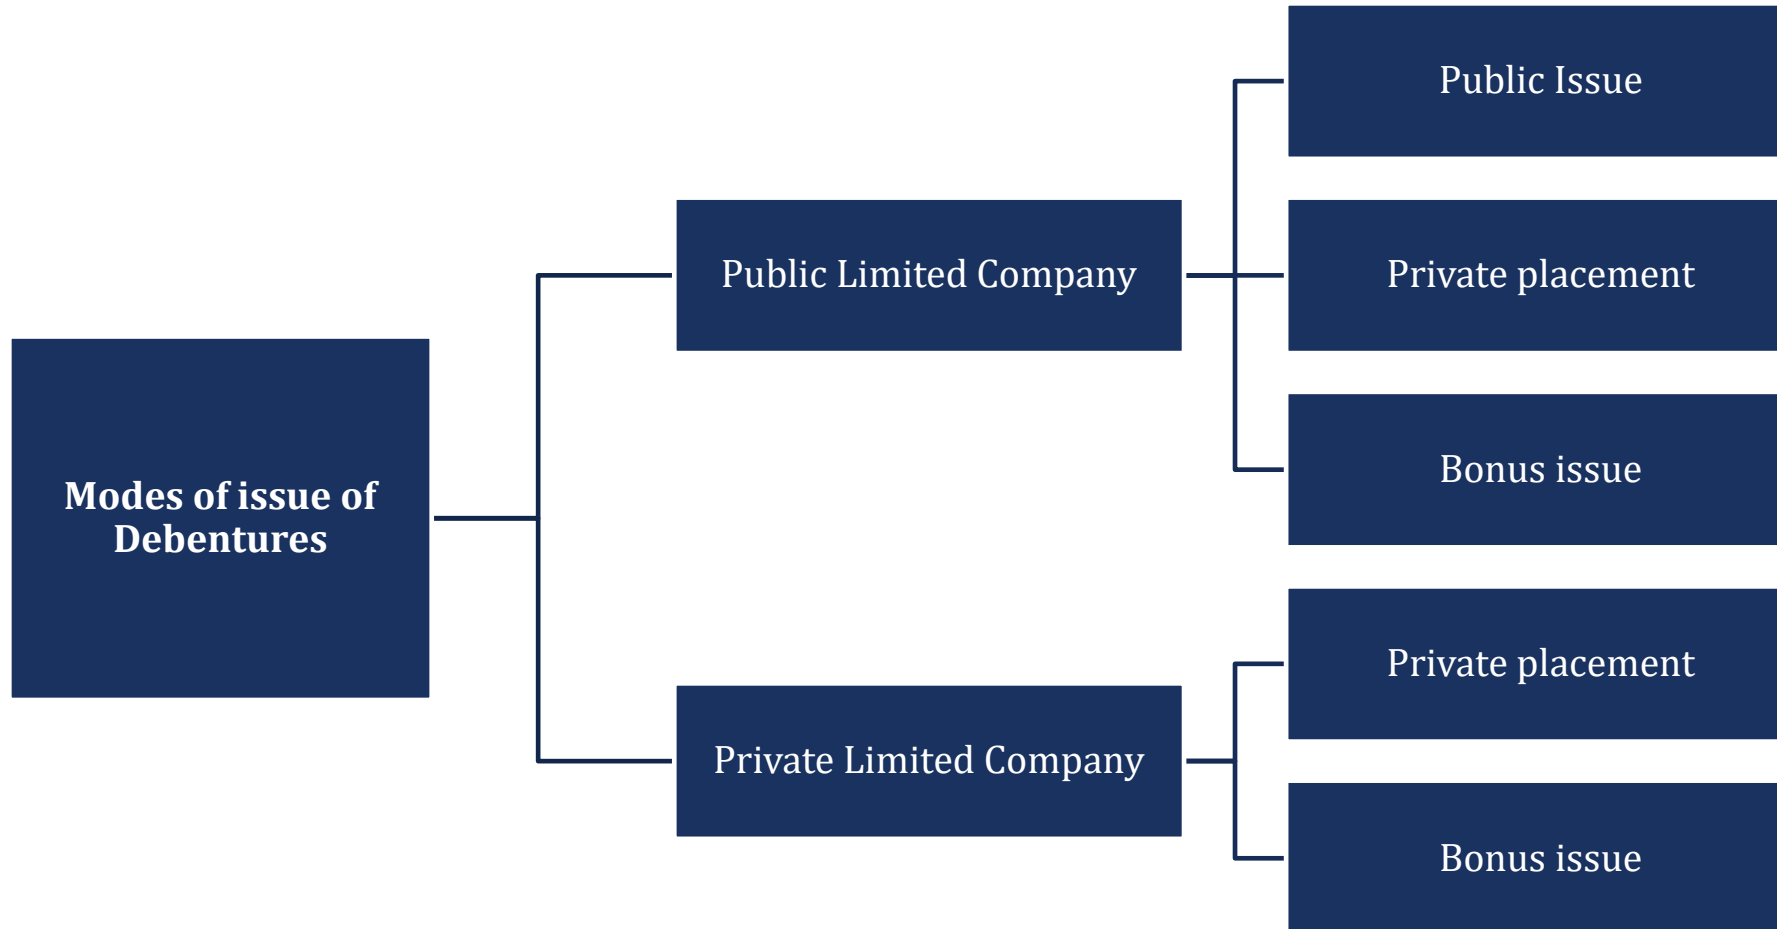 Modes of issue of
Debentures
Public Limited Company
Public Issue
Private placement
Bonus issue
Private Limited Company
Private placement
Bonus issue